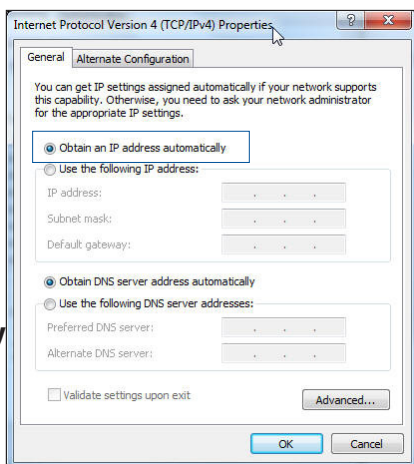 Internet Protocol Version 4 (TCP/IPv4) Properties
General Alternate Configuration
You can get IP settings assigned automatically if your network supports
this capability. Otherwise, you need to ask your network administrator
for the appropriate IP settings.
Obtain an IP address automatically
Use the following IP address:
IP address:
Subnet mask:
Default gateway:
Obtain DNS server address automatically
Use the following DNS server addresses:
Preferred DNS server:
Alternate DNS server:
Validate settings upon exit
Advanced...
OK Cancel